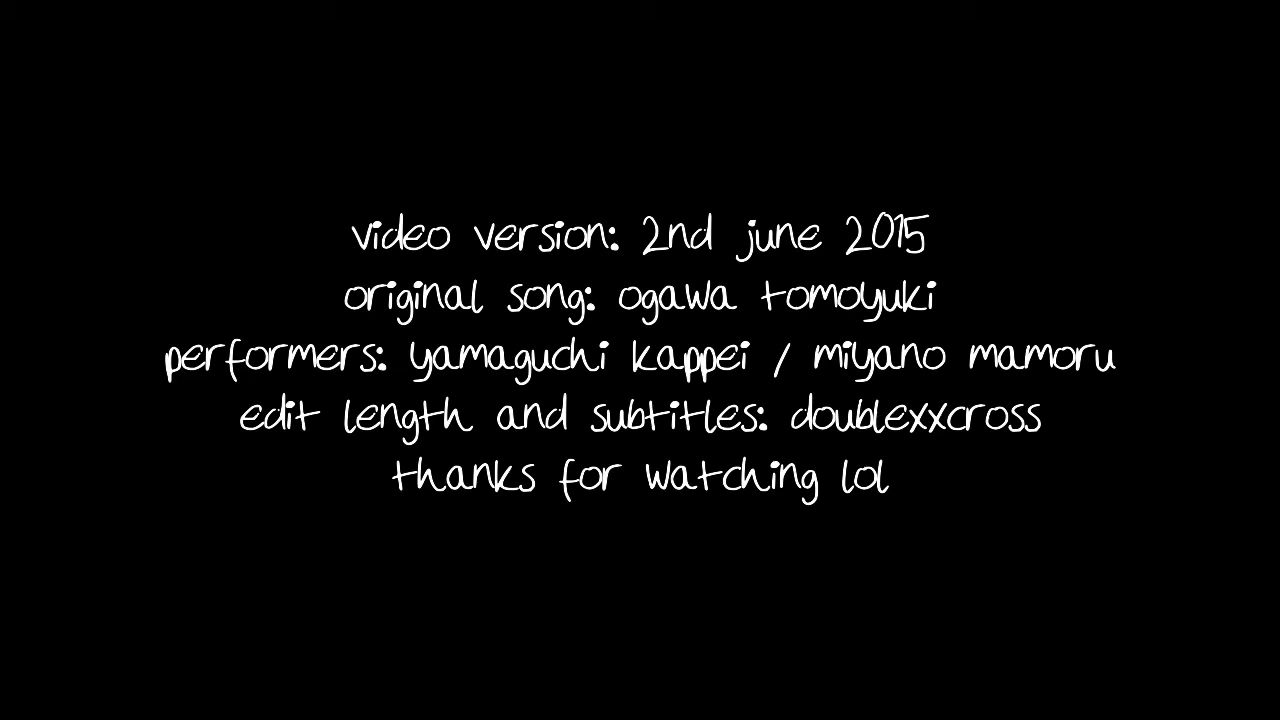 video version: 2nd june 2015
original song: ogawa tomoyuki
performers: yamaguchi kappei / miyano mamoru
edit length and subtitles: doublexxcross
thanks for watching lol